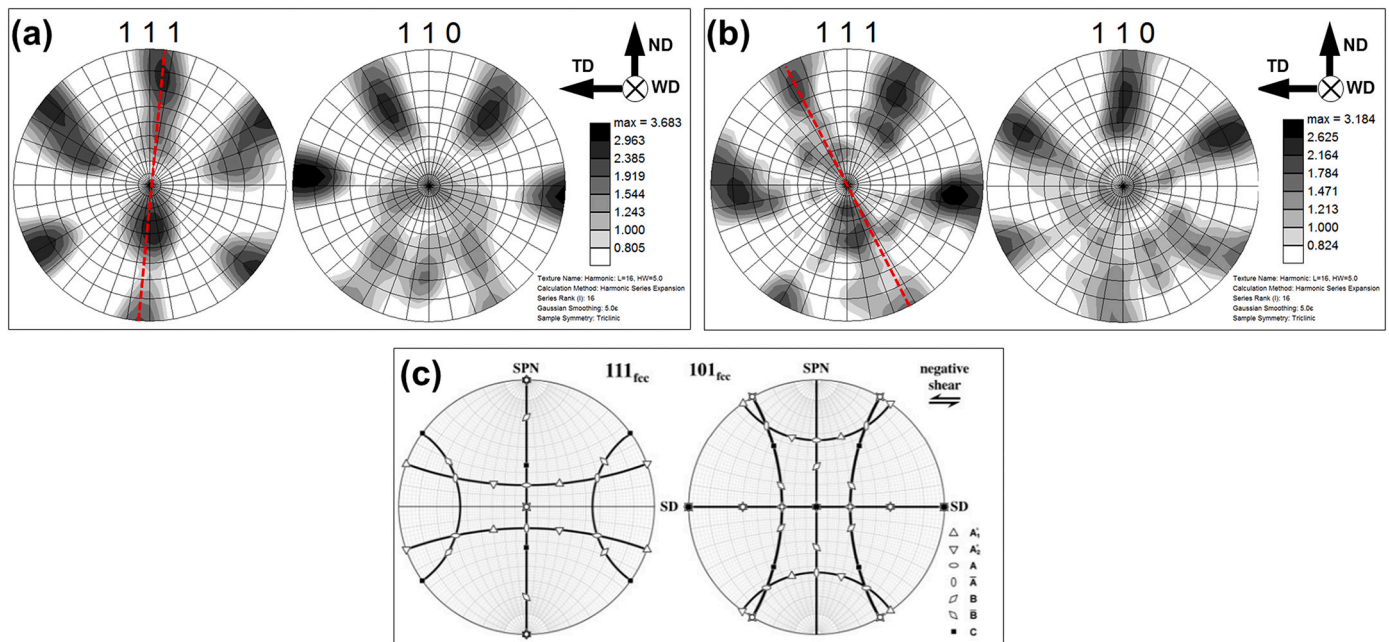 (a)
1 1 1
1 1 0
ND
TD
WD
max = 3.683
2.963
2.385
1.919
1.544
1.243
1.000
0.805
Texture Name: Harmonic: L=16, HW=5.0
Calculation Method: Harmonic Series Expansion
Series Rank (l): 16
Gaussian Smoothing: 5.0ε
Sample Symmetry: Triclinic
(b)
1 1 1
1 1 0
ND
TD
WD
max = 3.184
2.625
2.164
1.784
1.471
1.213
1.000
0.824
Texture Name: Harmonic: L=16, HW=5.0
Calculation Method: Harmonic Series Expansion
Series Rank (l): 16
Gaussian Smoothing: 5.0ε
Sample Symmetry: Triclinic
(c)
SPN
111fcc
101fcc
SPN
negative
shear
SD
SD
A*1
A*2
A
A̅
B
B̅
C